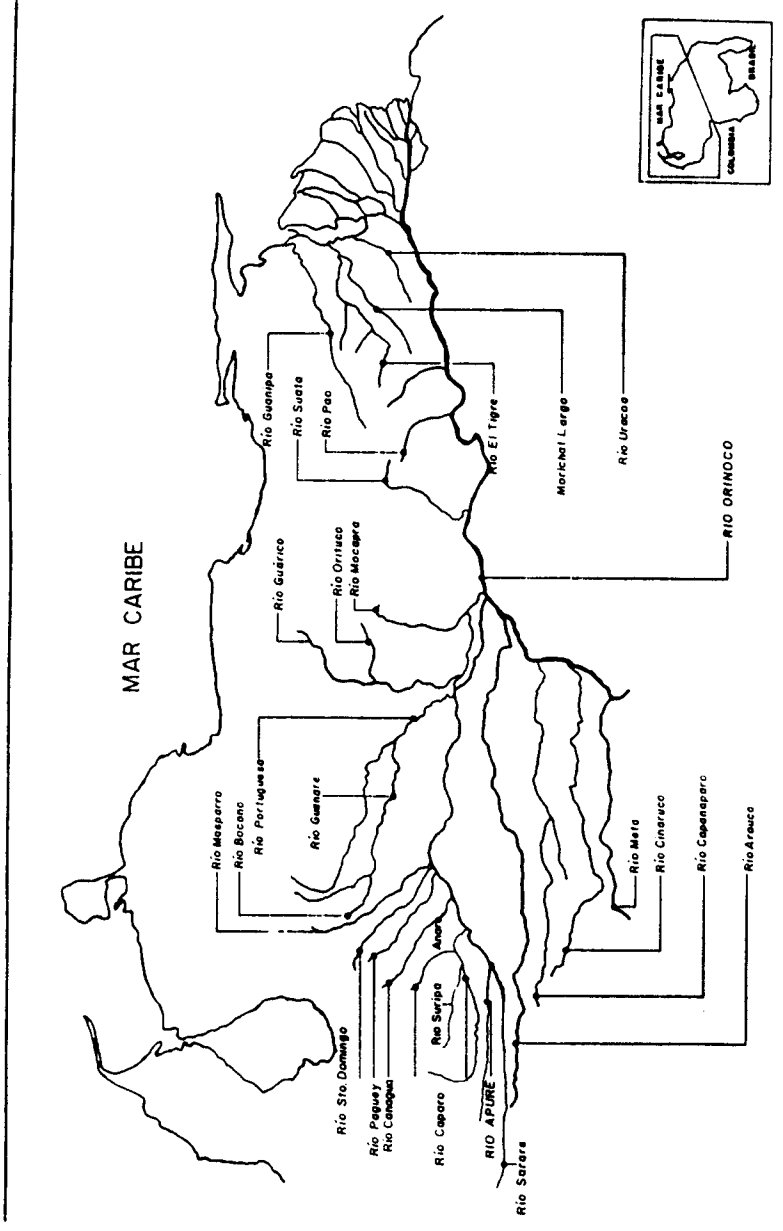 MAR CARIBE
Río Masparro
Río Bocono
Río Portuguesa
Río Guanare
Río Guárico
Río Orituco
Río Mocapra
Río Guanipa
Río Suata
Río Pao
Río El Tigre
Morichal Largo
Río Uracoa
RIO ORINOCO
Río Sto. Domingo
Río Paguey
Río Canagua
Anaro
Río Suripa
Río Caparo
RIO APURE
Río Sarare
Río Meta
Río Cinaruco
Río Capanaparo
Río Arauca
MAR CARIBE
COLOMBIA
BRASIL